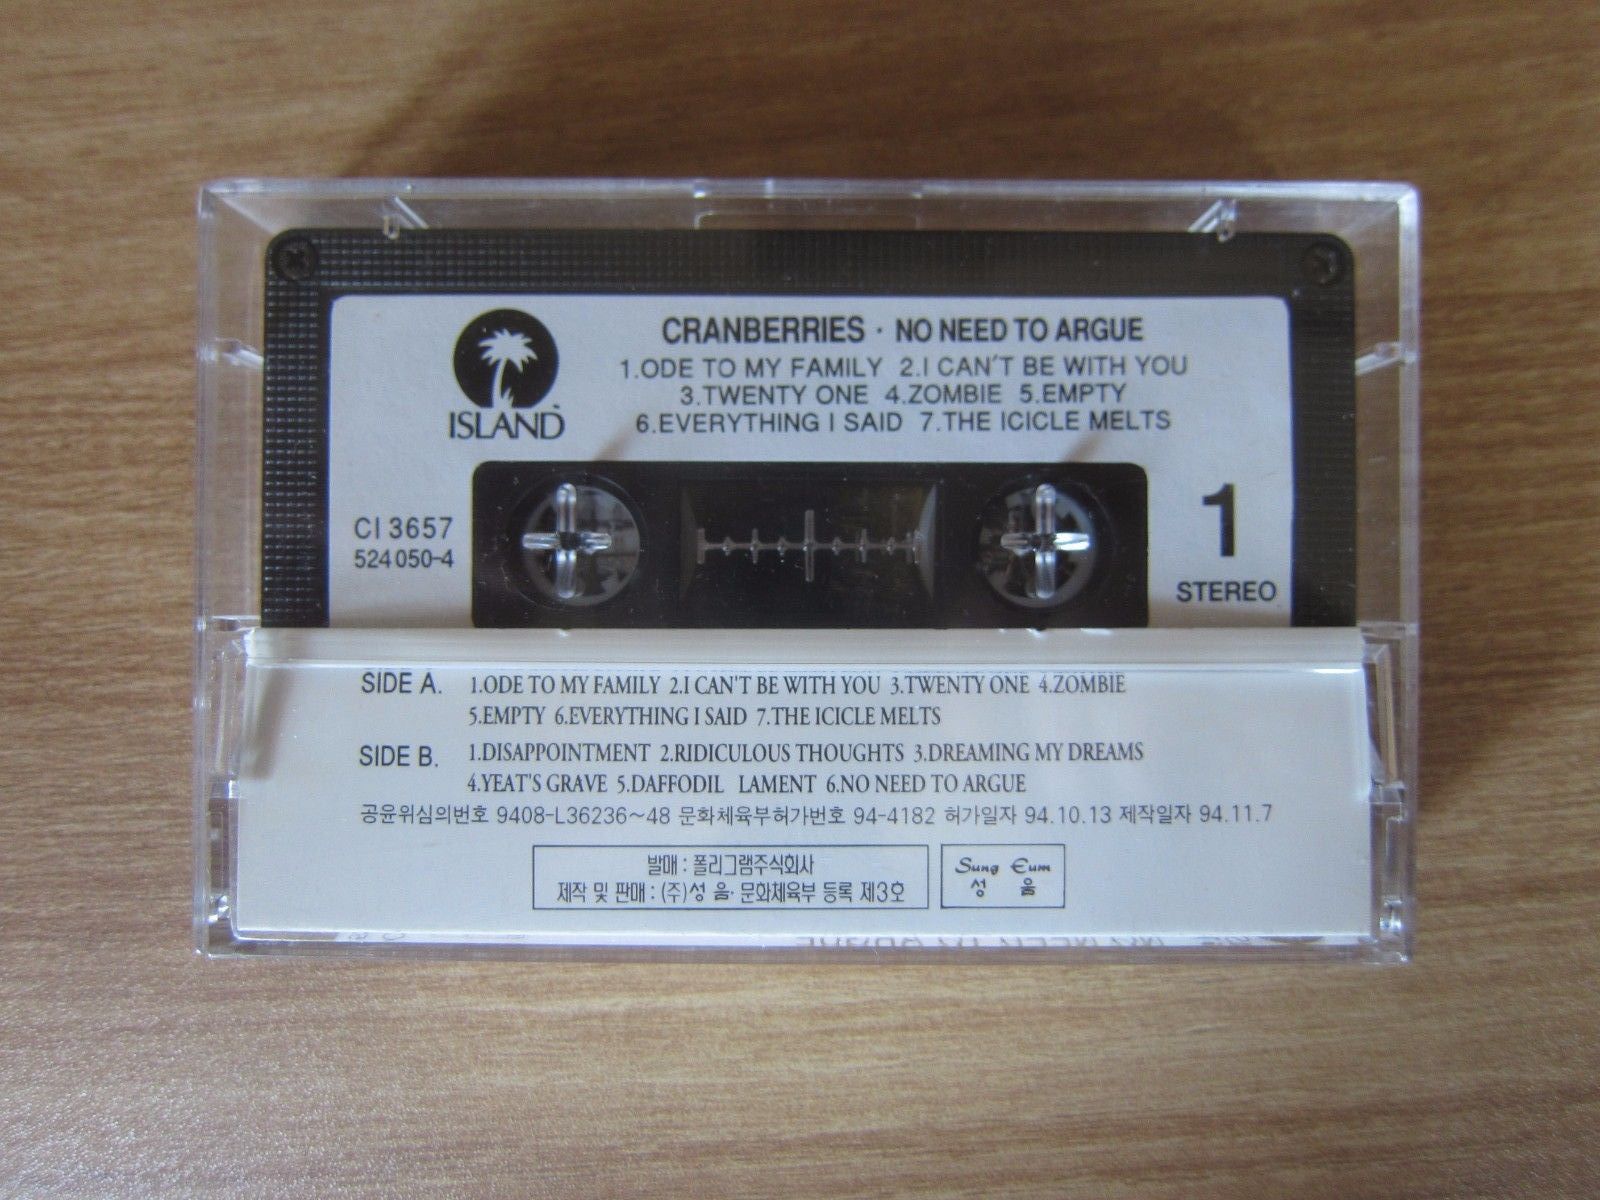 CRANBERRIES · NO NEED TO ARGUE
1.ODE TO MY FAMILY 2.I CAN'T BE WITH YOU
3.TWENTY ONE 4.ZOMBIE 5.EMPTY
6.EVERYTHING I SAID 7.THE ICICLE MELTS
ISLAND
CI 3657
524 050-4
1
STEREO
SIDE A. 1.ODE TO MY FAMILY 2.I CAN'T BE WITH YOU 3.TWENTY ONE 4.ZOMBIE
5.EMPTY 6.EVERYTHING I SAID 7.THE ICICLE MELTS
SIDE B. 1.DISAPPOINTMENT 2.RIDICULOUS THOUGHTS 3.DREAMING MY DREAMS
4.YEAT'S GRAVE 5.DAFFODIL LAMENT 6.NO NEED TO ARGUE
공윤위심의번호 9408-L36236~48 문화체육부허가번호 94-4182 허가일자 94.10.13 제작일자 94.11.7
발매 : 폴리그램주식회사
제작 및 판매 : (주)성 음· 문화체육부 등록 제3호
Sung Eum
성 음